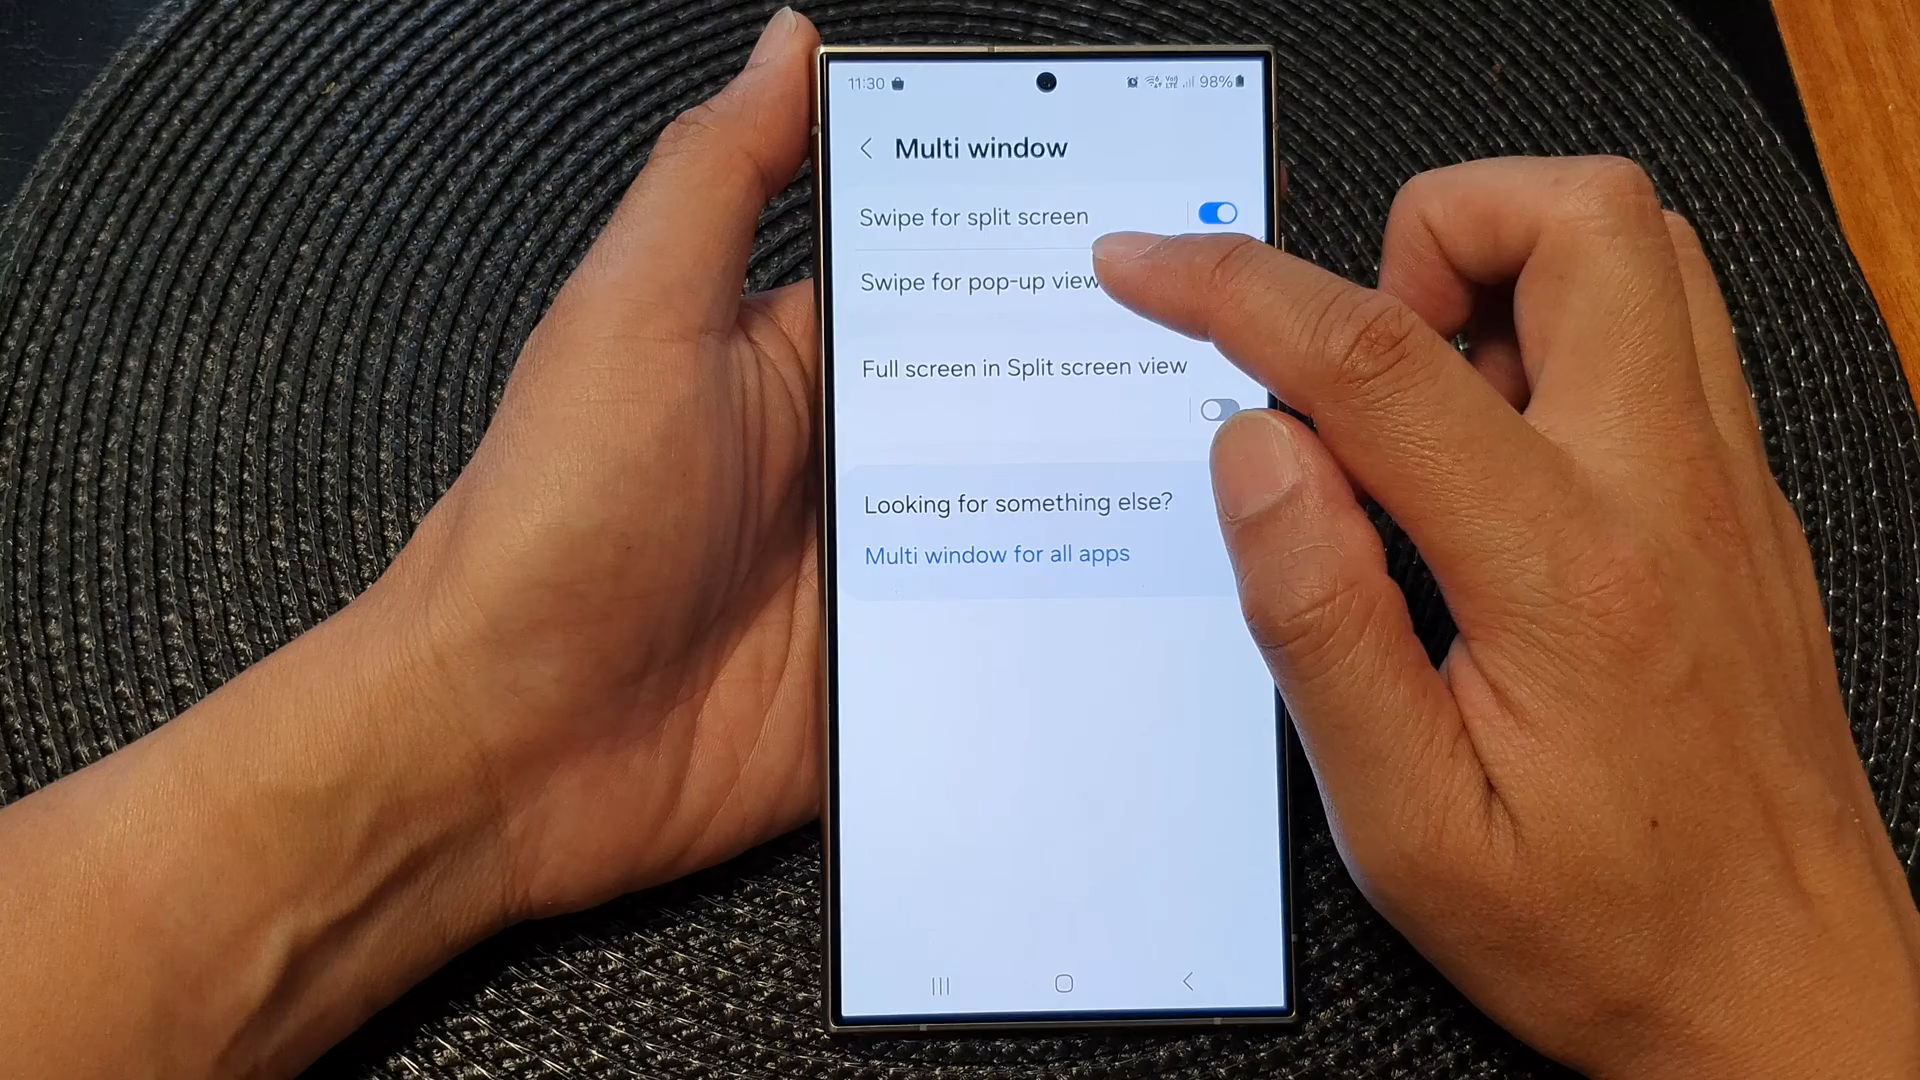 11:30 98%
Multi window
Swipe for split screen
Swipe for pop-up view
Full screen in Split screen view
Looking for something else?
Multi window for all apps